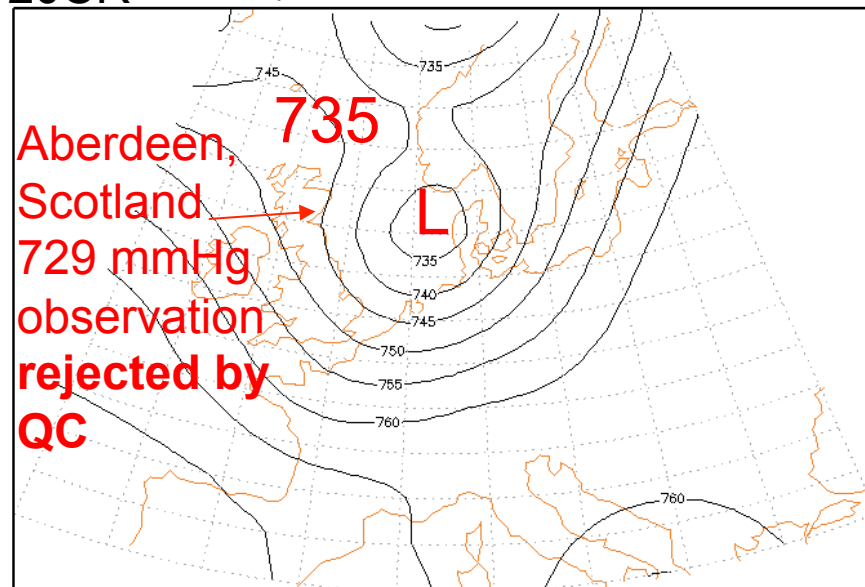 735
745
735
Aberdeen,
Scotland
729 mmHg
observation
rejected by
QC
L
735
740
745
750
755
760
760